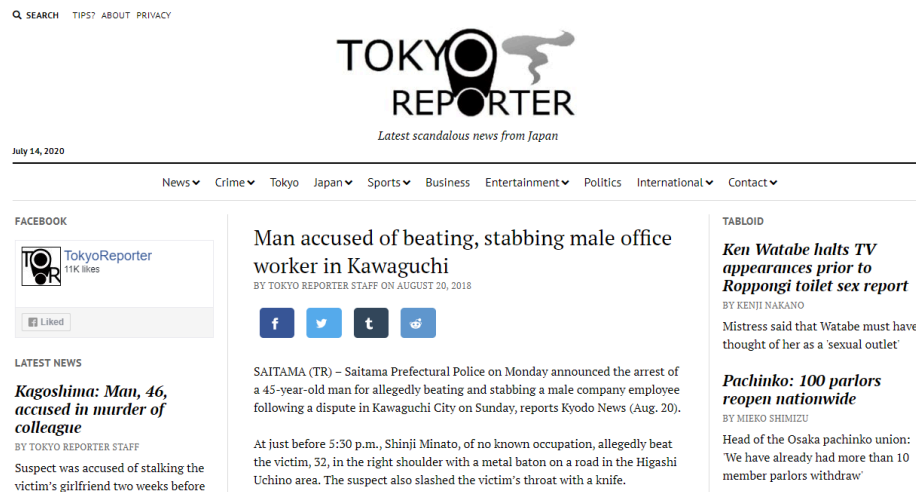 SEARCH TIPS? ABOUT PRIVACY
TOKYO
REPORTER
Latest scandalous news from Japan
July 14, 2020
News Crime Tokyo Japan Sports Business Entertainment Politics International Contact
FACEBOOK
TokyoReporter
11K likes
Liked
LATEST NEWS
Kagoshima: Man, 46,
accused in murder of
colleague
BY TOKYO REPORTER STAFF
Suspect was accused of stalking the
victim's girlfriend two weeks before
Man accused of beating, stabbing male office
worker in Kawaguchi
BY TOKYO REPORTER STAFF ON AUGUST 20, 2018
SAITAMA (TR) – Saitama Prefectural Police on Monday announced the arrest of
a 45-year-old man for allegedly beating and stabbing a male company employee
following a dispute in Kawaguchi City on Sunday, reports Kyodo News (Aug. 20).
At just before 5:30 p.m., Shinji Minato, of no known occupation, allegedly beat
the victim, 32, in the right shoulder with a metal baton on a road in the Higashi
Uchino area. The suspect also slashed the victim's throat with a knife.
TABLOID
Ken Watabe halts TV
appearances prior to
Roppongi toilet sex report
BY KENJI NAKANO
Mistress said that Watabe must have
thought of her as a 'sexual outlet'
Pachinko: 100 parlors
reopen nationwide
BY MIEKO SHIMIZU
Head of the Osaka pachinko union:
'We have already had more than 10
member parlors withdraw'